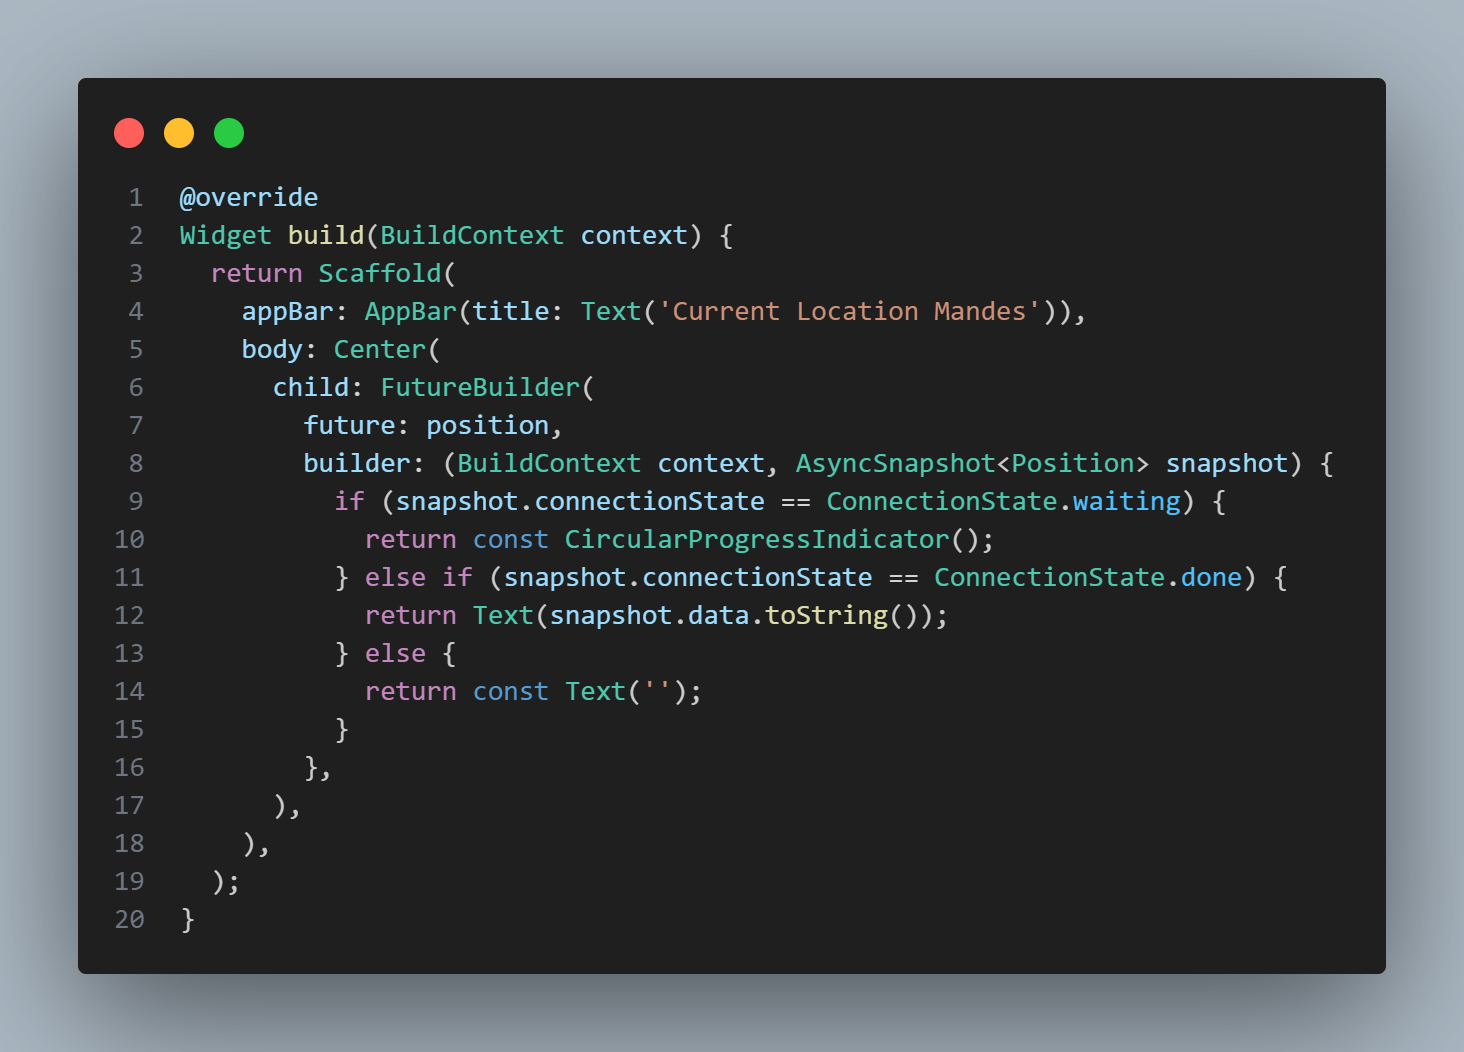 1 @override
2 Widget build(BuildContext context) {
3   return Scaffold(
4     appBar: AppBar(title: Text('Current Location Mandes')),
5     body: Center(
6       child: FutureBuilder(
7         future: position,
8         builder: (BuildContext context, AsyncSnapshot<Position> snapshot) {
9           if (snapshot.connectionState == ConnectionState.waiting) {
10             return const CircularProgressIndicator();
11           } else if (snapshot.connectionState == ConnectionState.done) {
12             return Text(snapshot.data.toString());
13           } else {
14             return const Text('');
15           }
16         },
17       ),
18     ),
19   );
20 }